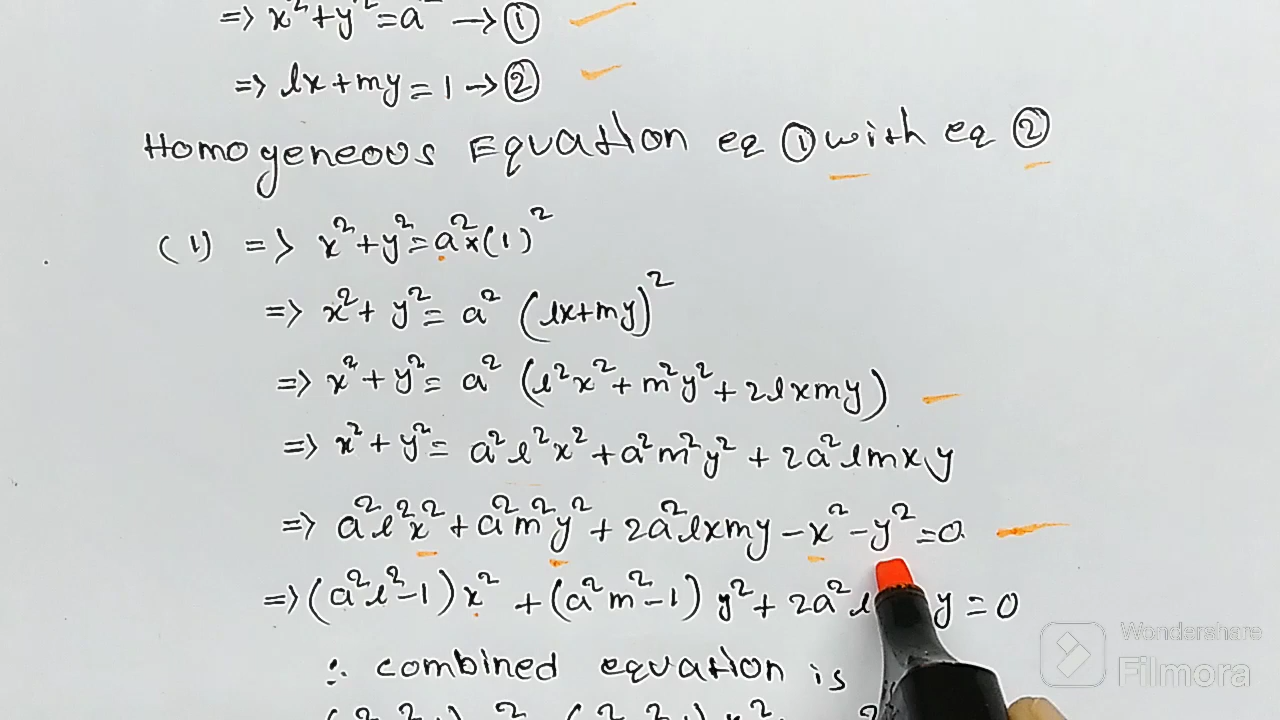 => x²+y²=a² → ①
=> lx+my=1 → ②
Homogeneous Equation eq ① with eq ②
(1) => x²+y²=a²×(1)²
=> x²+y²=a² (lx+my)²
=> x²+y²=a² (l²x²+m²y²+2lxmy)
=> x²+y²=a²l²x²+a²m²y²+2a²lmxy
=> a²l²x²+a²m²y²+2a²lxmy-x²-y²=0
=> (a²l²-1)x²+(a²m²-1)y²+2a²l y=0
∴ combined equation is
Wondershare
Filmora